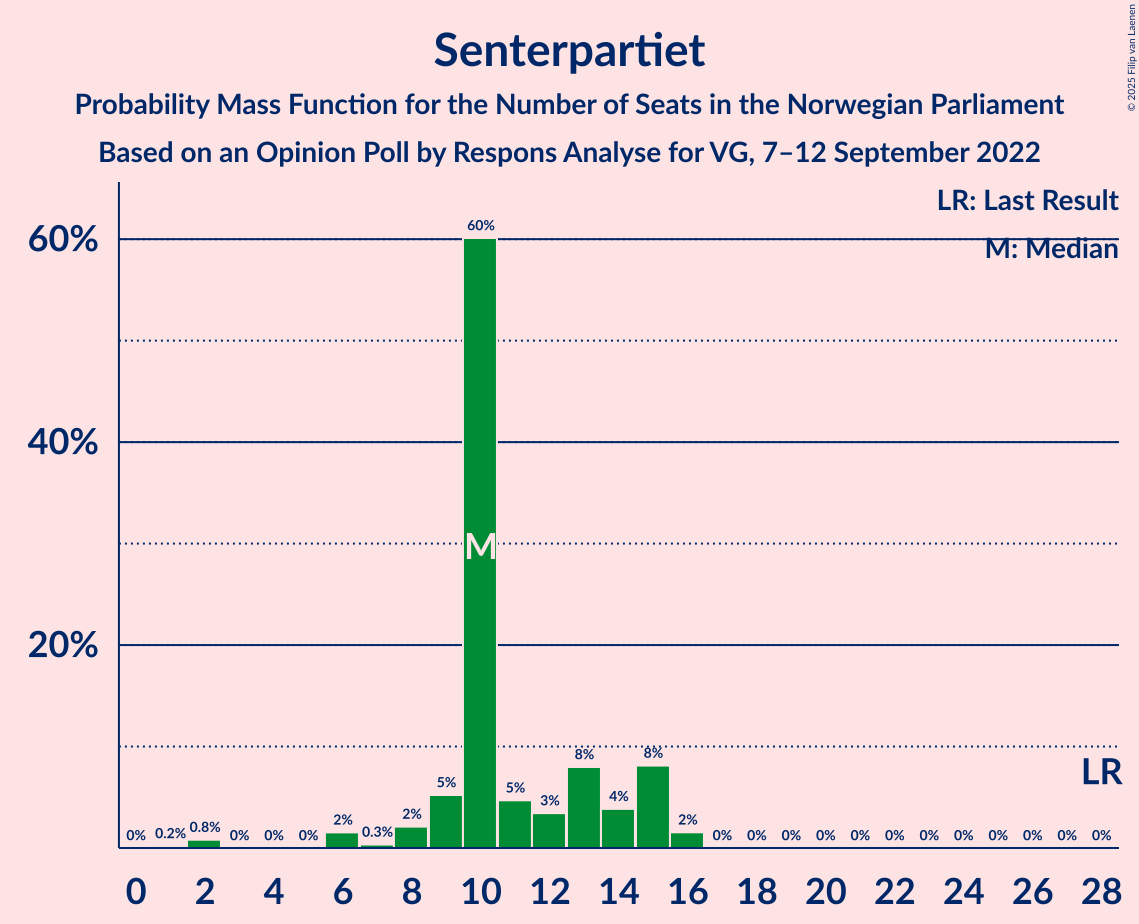 Senterpartiet
Probability Mass Function for the Number of Seats in the Norwegian Parliament
Based on an Opinion Poll by Respons Analyse for VG, 7–12 September 2022
© 2025 Filip van Laenen
LR: Last Result
M: Median
60%
40%
20%
60%
M
LR
0% 0.2% 0.8% 0% 0% 0% 2% 0.3% 2% 5% 5% 3% 8% 4% 8% 2% 0% 0% 0% 0% 0% 0% 0% 0% 0% 0% 0% 0%
0 2 4 6 8 10 12 14 16 18 20 22 24 26 28